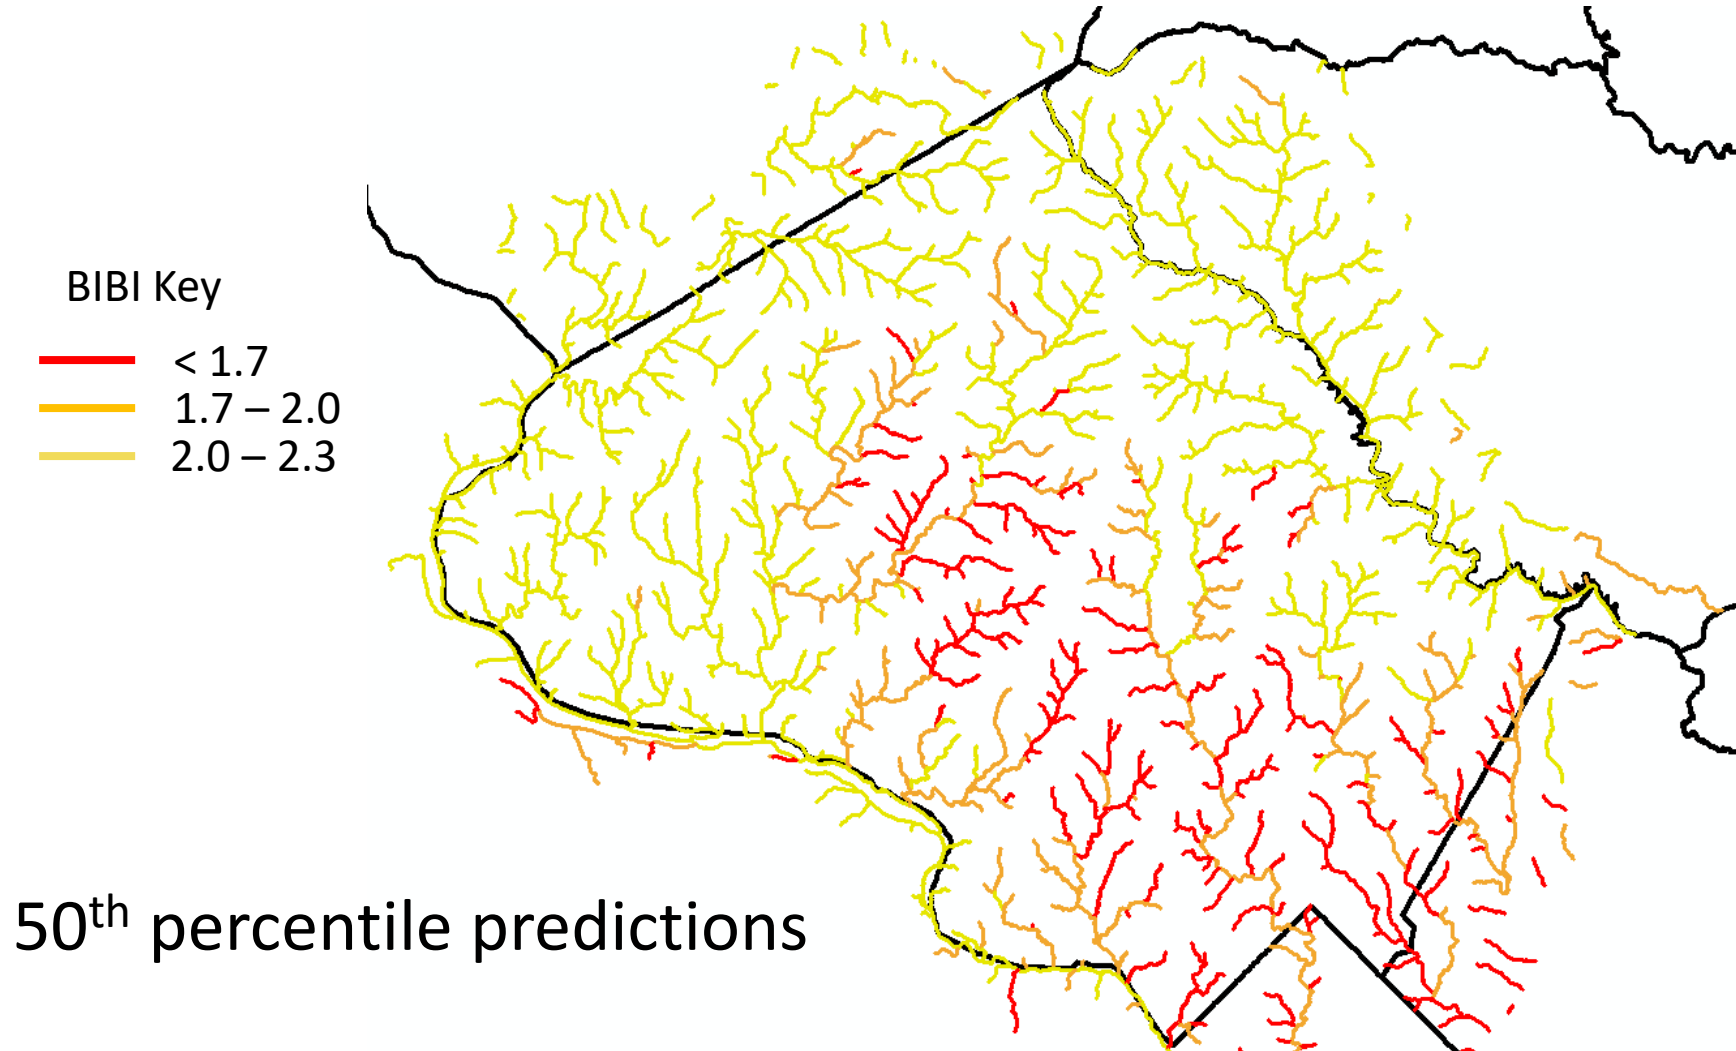 BIBI Key
< 1.7
1.7 – 2.0
2.0 – 2.3
50th percentile predictions